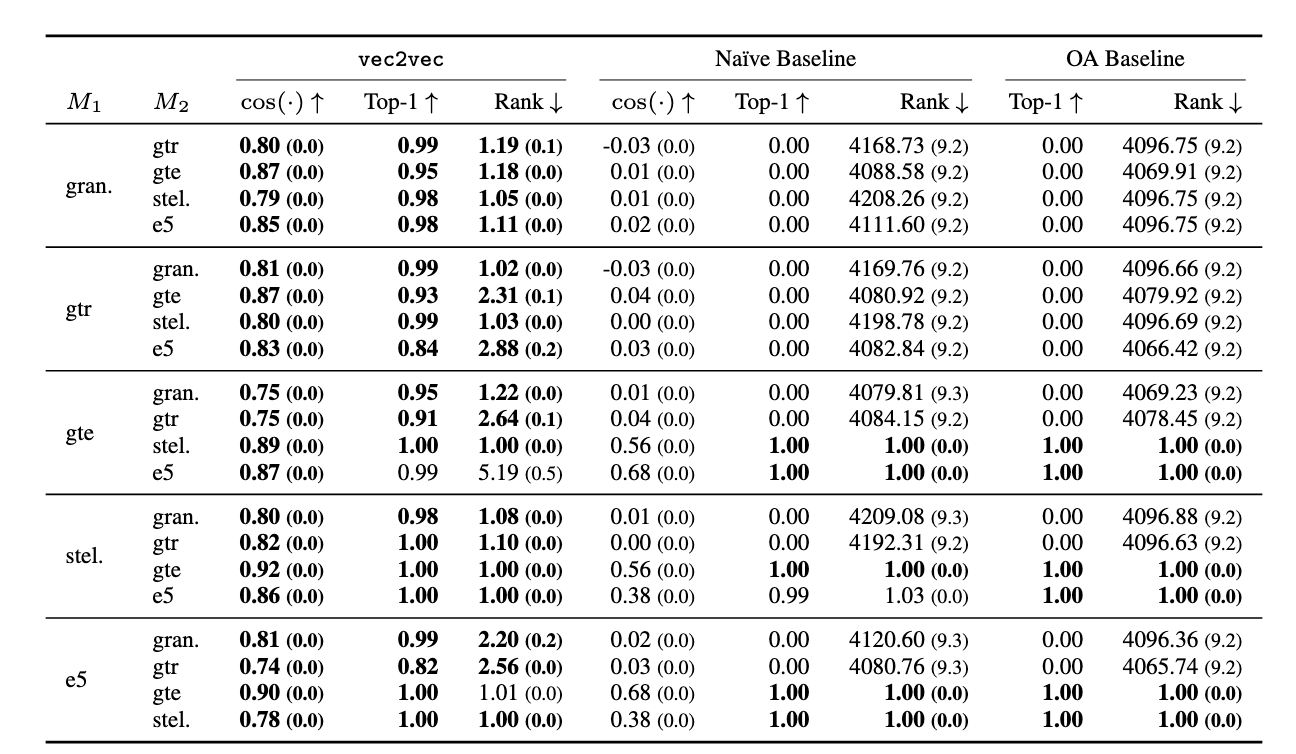 vec2vec Naïve Baseline OA Baseline
M₁ M₂ cos(·) ↑ Top-1 ↑ Rank ↓ cos(·) ↑ Top-1 ↑ Rank ↓ Top-1 ↑ Rank ↓
gtr 0.80 (0.0) 0.99 1.19 (0.1) -0.03 (0.0) 0.00 4168.73 (9.2) 0.00 4096.75 (9.2)
gte 0.87 (0.0) 0.95 1.18 (0.0) 0.01 (0.0) 0.00 4088.58 (9.2) 0.00 4069.91 (9.2)
gran.
stel. 0.79 (0.0) 0.98 1.05 (0.0) 0.01 (0.0) 0.00 4208.26 (9.2) 0.00 4096.75 (9.2)
e5 0.85 (0.0) 0.98 1.11 (0.0) 0.02 (0.0) 0.00 4111.60 (9.2) 0.00 4096.75 (9.2)
gran. 0.81 (0.0) 0.99 1.02 (0.0) -0.03 (0.0) 0.00 4169.76 (9.2) 0.00 4096.66 (9.2)
gte 0.87 (0.0) 0.93 2.31 (0.1) 0.04 (0.0) 0.00 4080.92 (9.2) 0.00 4079.92 (9.2)
gtr
stel. 0.80 (0.0) 0.99 1.03 (0.0) 0.00 (0.0) 0.00 4198.78 (9.2) 0.00 4096.69 (9.2)
e5 0.83 (0.0) 0.84 2.88 (0.2) 0.03 (0.0) 0.00 4082.84 (9.2) 0.00 4066.42 (9.2)
gran. 0.75 (0.0) 0.95 1.22 (0.0) 0.01 (0.0) 0.00 4079.81 (9.3) 0.00 4069.23 (9.2)
gtr 0.75 (0.0) 0.91 2.64 (0.1) 0.04 (0.0) 0.00 4084.15 (9.2) 0.00 4078.45 (9.2)
gte
stel. 0.89 (0.0) 1.00 1.00 (0.0) 0.56 (0.0) 1.00 1.00 (0.0) 1.00 1.00 (0.0)
e5 0.87 (0.0) 0.99 5.19 (0.5) 0.68 (0.0) 1.00 1.00 (0.0) 1.00 1.00 (0.0)
gran. 0.80 (0.0) 0.98 1.08 (0.0) 0.01 (0.0) 0.00 4209.08 (9.3) 0.00 4096.88 (9.2)
gtr 0.82 (0.0) 1.00 1.10 (0.0) 0.00 (0.0) 0.00 4192.31 (9.2) 0.00 4096.63 (9.2)
stel.
gte 0.92 (0.0) 1.00 1.00 (0.0) 0.56 (0.0) 1.00 1.00 (0.0) 1.00 1.00 (0.0)
e5 0.86 (0.0) 1.00 1.00 (0.0) 0.38 (0.0) 0.99 1.03 (0.0) 1.00 1.00 (0.0)
gran. 0.81 (0.0) 0.99 2.20 (0.2) 0.02 (0.0) 0.00 4120.60 (9.3) 0.00 4096.36 (9.2)
gtr 0.74 (0.0) 0.82 2.56 (0.0) 0.03 (0.0) 0.00 4080.76 (9.3) 0.00 4065.74 (9.2)
e5
gte 0.90 (0.0) 1.00 1.01 (0.0) 0.68 (0.0) 1.00 1.00 (0.0) 1.00 1.00 (0.0)
stel. 0.78 (0.0) 1.00 1.00 (0.0) 0.38 (0.0) 1.00 1.00 (0.0) 1.00 1.00 (0.0)